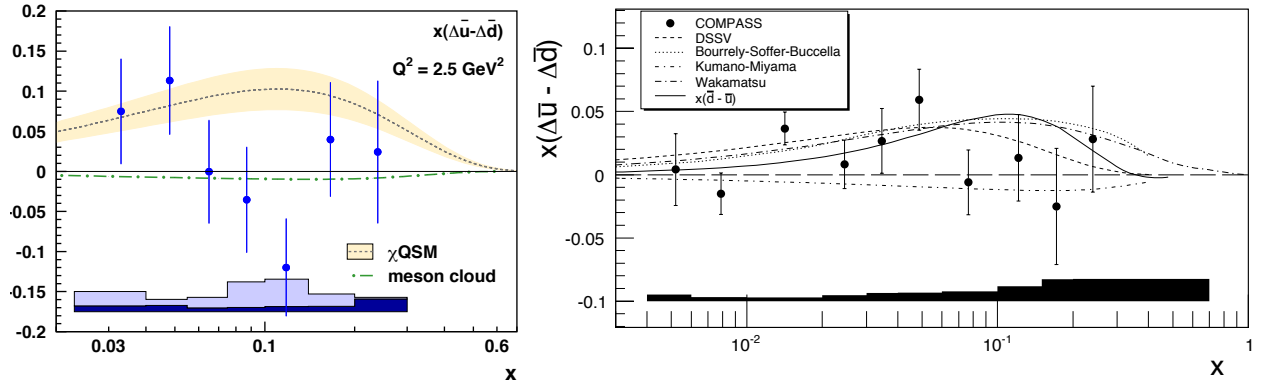 0.2
0.15
0.1
0.05
0
-0.05
-0.1
-0.15
-0.2
x(Δū-Δd̄)
Q² = 2.5 GeV²
χQSM
meson cloud
0.03
0.1
0.6
x
x(Δū - Δd̄)
0.1
0.05
0
-0.05
-0.1
COMPASS
DSSV
Bourrely-Soffer-Buccella
Kumano-Miyama
Wakamatsu
x(d̄ - ū)
10⁻²
10⁻¹
1
x